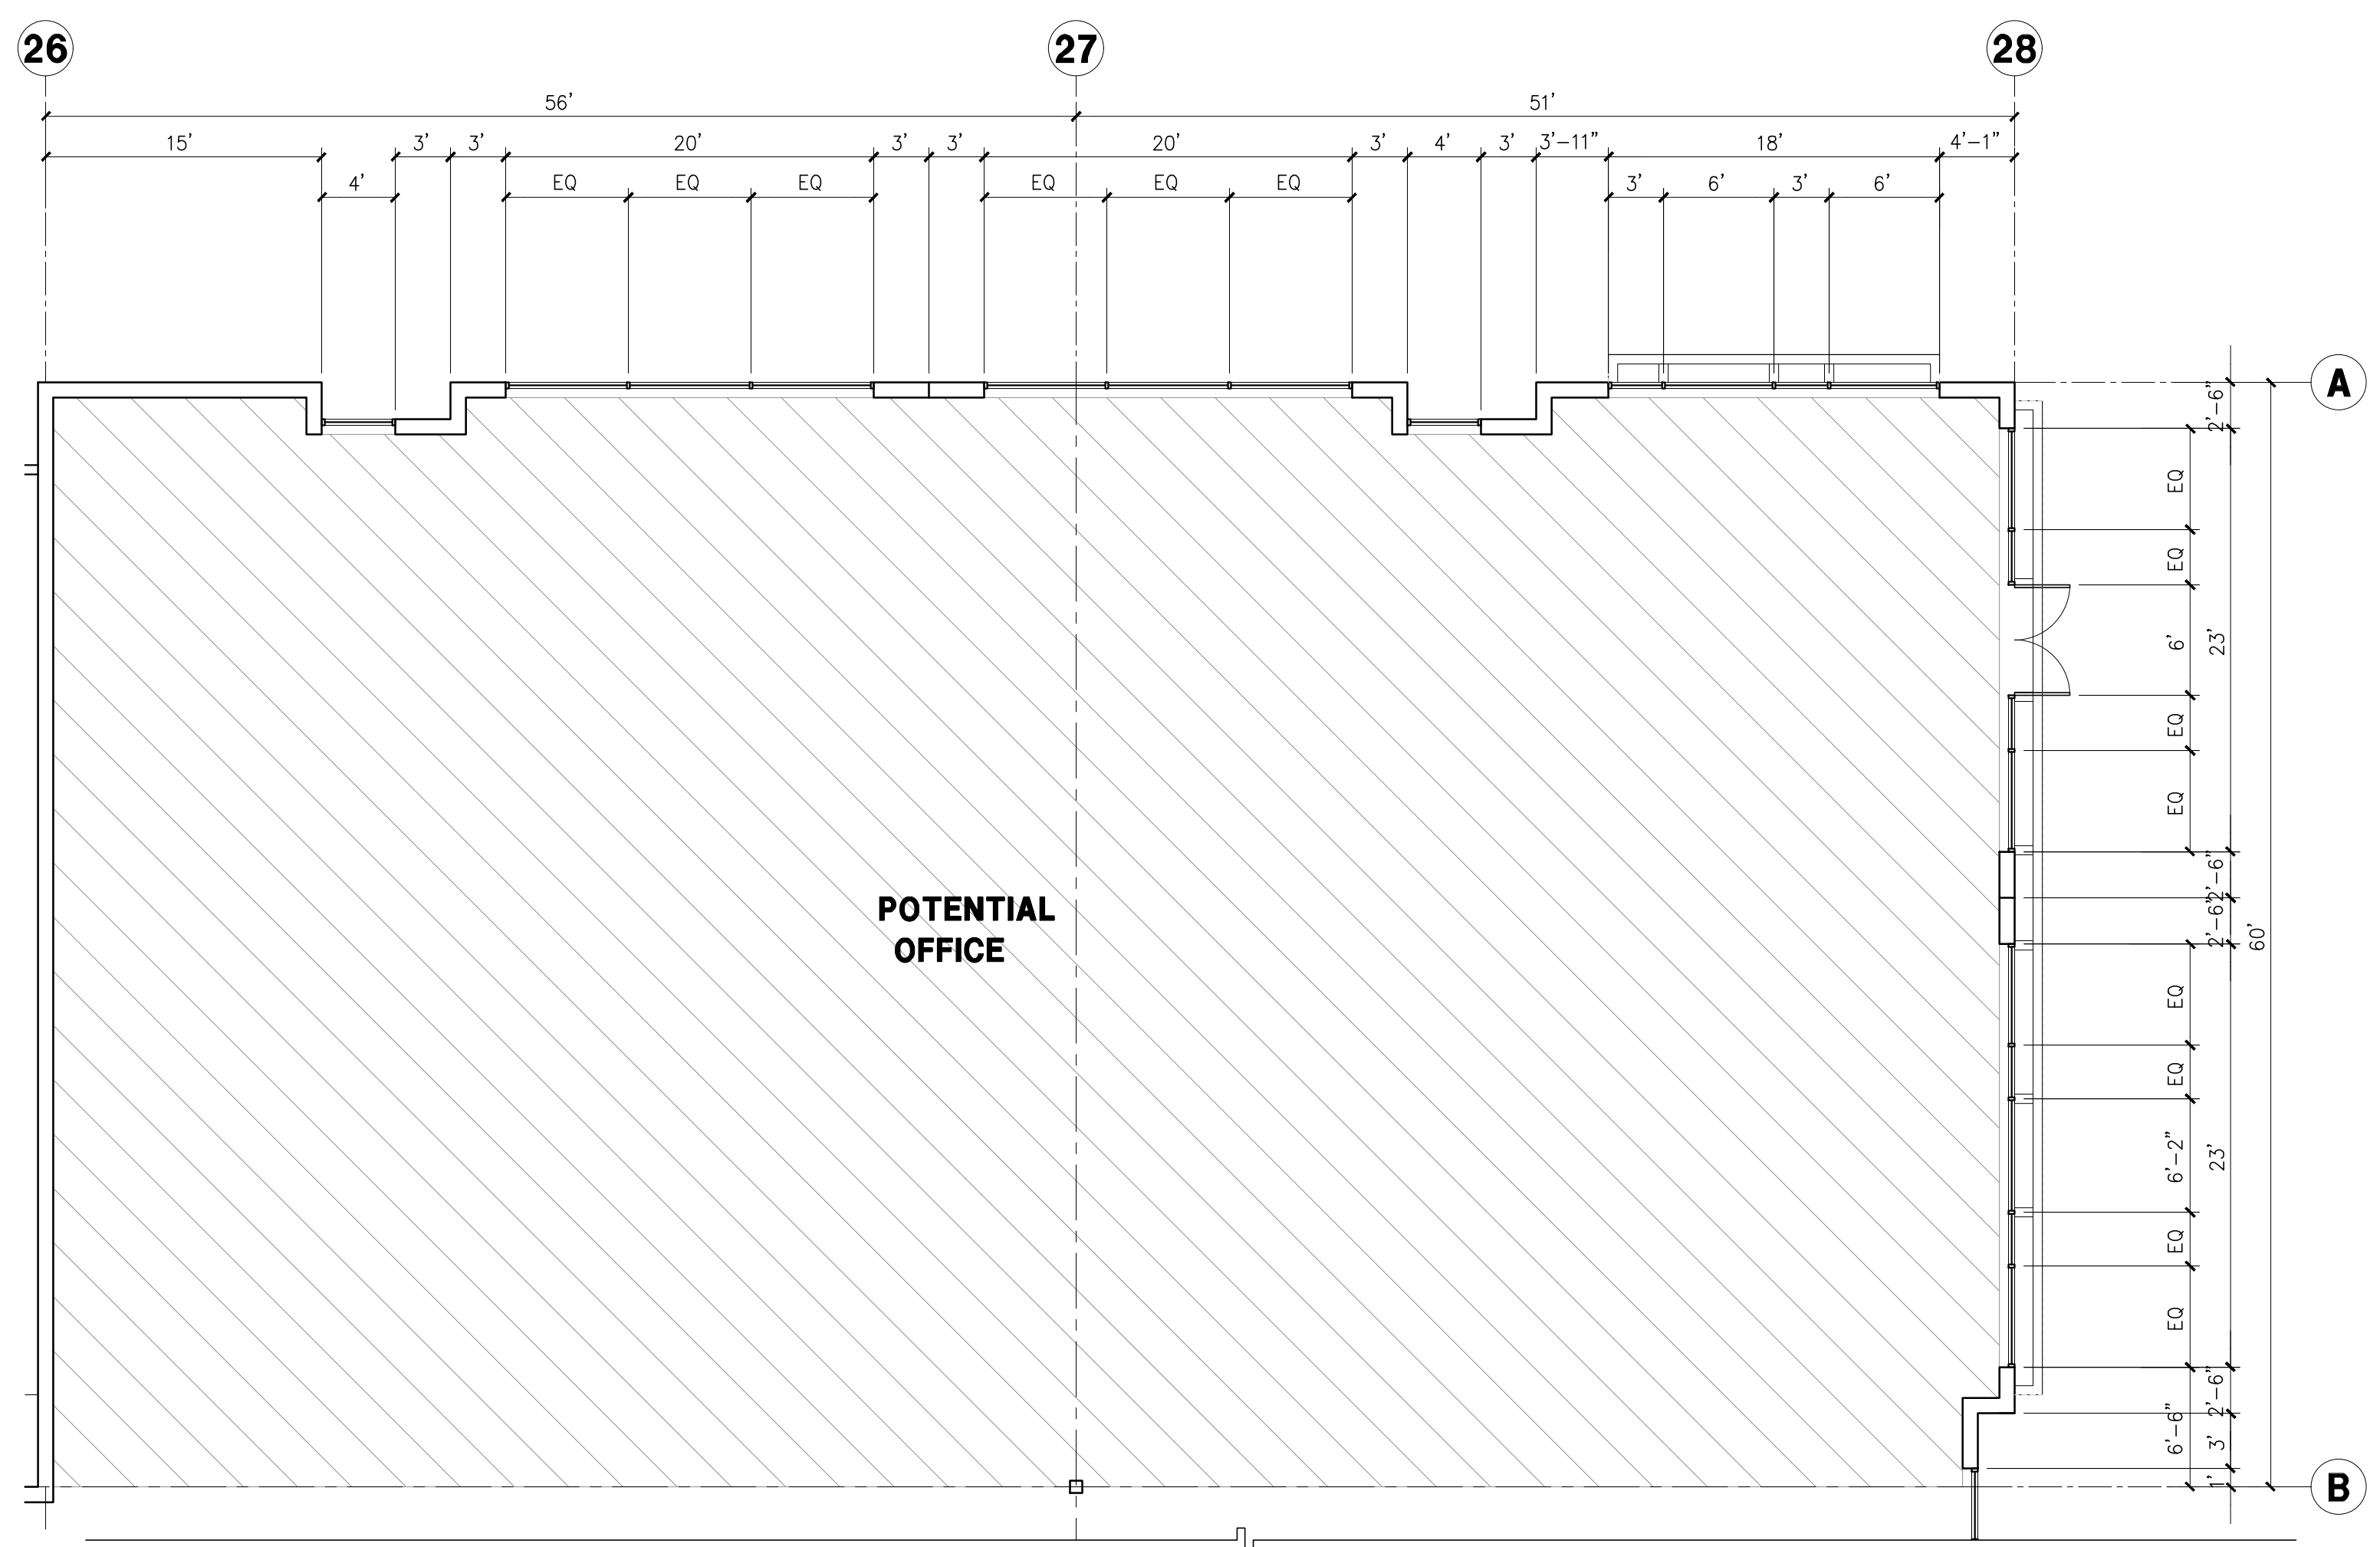 26 27 28
56' 51'
15' 3' 3' 20' 3' 3' 20' 3' 4' 3' 3'-11" 18' 4'-1"
4' EQ EQ EQ EQ EQ EQ 3' 6' 3' 6'
A
2'-6"
EQ
EQ
6'
23'
EQ
EQ
2'-6"
2'-6"
60'
POTENTIAL
OFFICE
EQ
EQ
6'-2"
23'
EQ
EQ
2'-6"
6'-6"
3'
1'
B